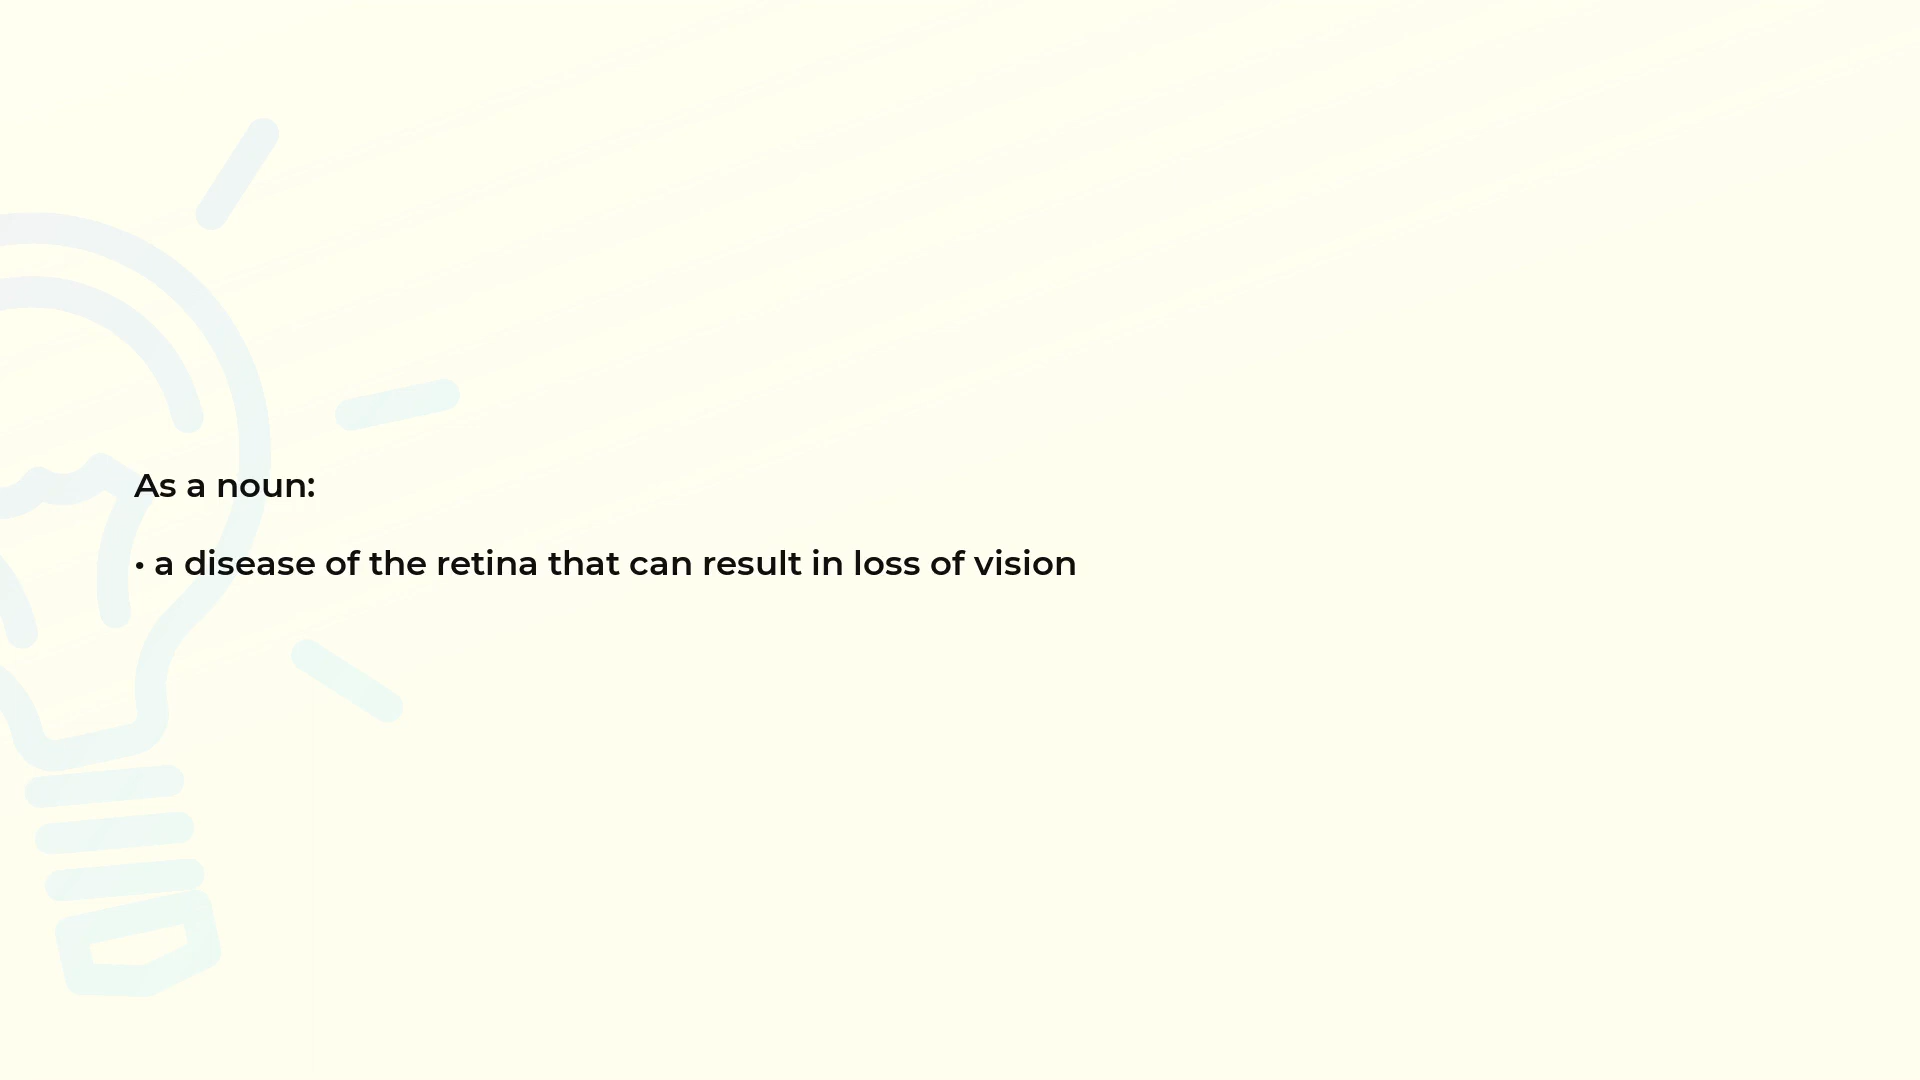 As a noun:
• a disease of the retina that can result in loss of vision